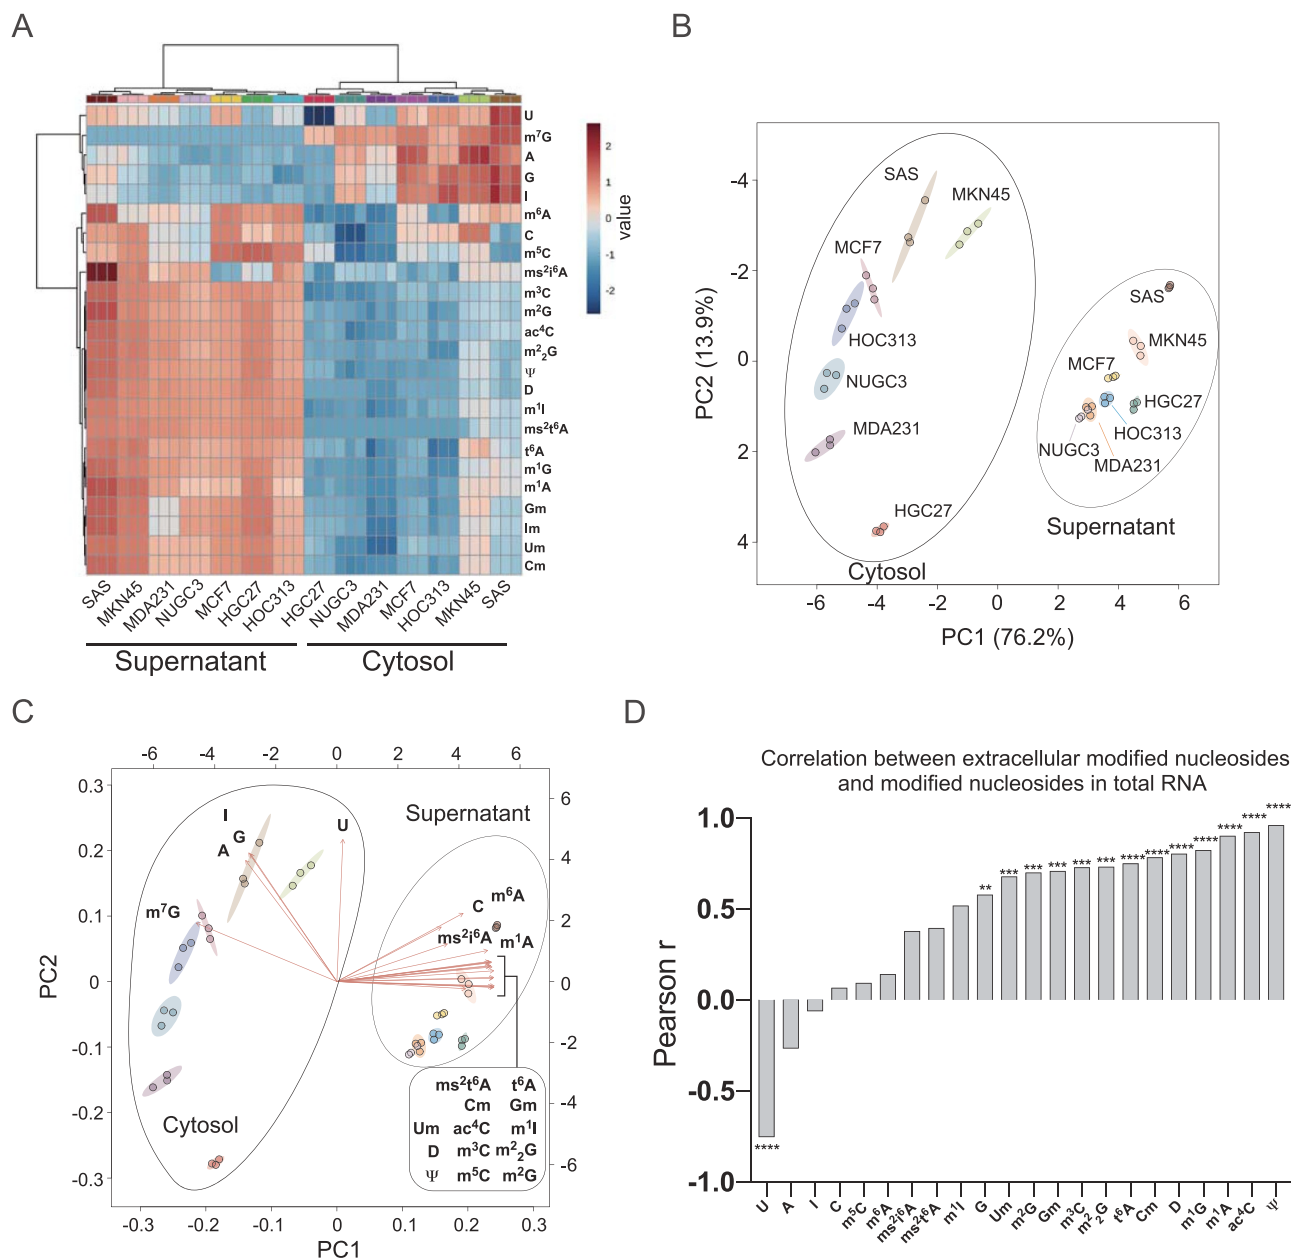 A
U
m⁷G
A
G
I
m⁶A
C
m⁵C
ms²i⁶A
m³C
m²G
ac⁴C
m²₂G
Ψ
D
m¹I
ms²t⁶A
t⁶A
m¹G
m¹A
Gm
Im
Um
Cm
2
1
0
-1
-2
value
SAS
MKN45
MDA231
NUGC3
MCF7
HGC27
HOC313
HGC27
NUGC3
MDA231
MCF7
HOC313
MKN45
SAS
Supernatant
Cytosol
B
-4
-2
0
2
4
PC2 (13.9%)
SAS
MKN45
MCF7
HOC313
NUGC3
MDA231
HGC27
Cytosol
SAS
MKN45
MCF7
HGC27
HOC313
NUGC3
MDA231
Supernatant
-6
-4
-2
0
2
4
6
PC1 (76.2%)
C
-6
-4
-2
0
2
4
6
0.3
0.2
0.1
0
-0.1
-0.2
-0.3
PC2
6
4
2
0
-2
-4
-6
I
G
A
U
m⁷G
Supernatant
m⁶A
C
ms²i⁶A
m¹A
Cytosol
ms²t⁶A t⁶A
Cm Gm
Um ac⁴C m¹I
D m³C m²₂G
Ψ m⁵C m²G
-0.3
-0.2
-0.1
0
0.1
0.2
0.3
PC1
D
Correlation between extracellular modified nucleosides
and modified nucleosides in total RNA
1.0
0.5
0.0
-0.5
-1.0
Pearson r
****
**
***
***
***
***
***
****
****
****
****
****
****
****
U
A
I
C
m⁵C
m⁶A
ms²i⁶A
ms²t⁶A
m¹I
G
Um
m²G
Gm
m³C
m²₂G
t⁶A
Cm
D
m¹G
m¹A
ac⁴C
Ψ